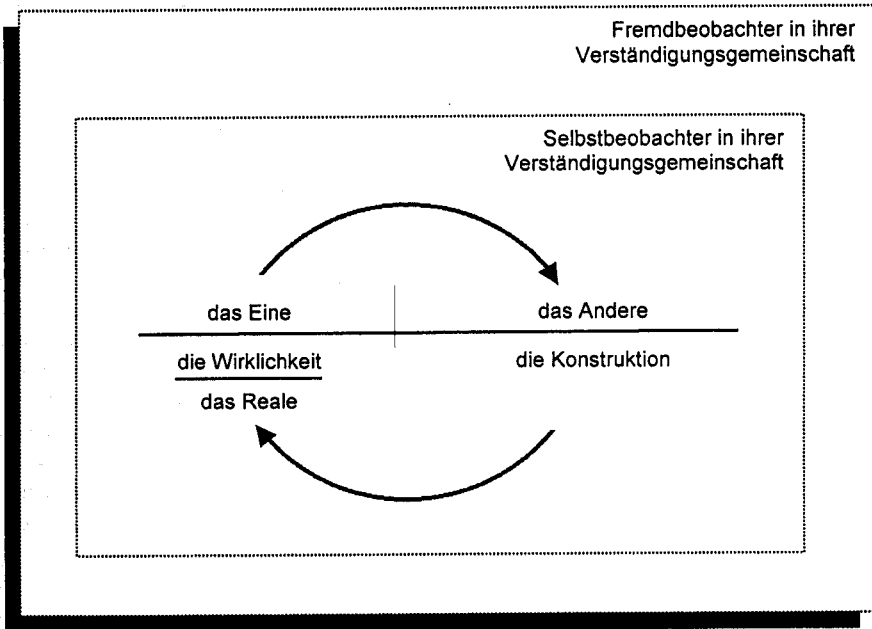 Fremdbeobachter in ihrer
Verständigungsgemeinschaft
Selbstbeobachter in ihrer
Verständigungsgemeinschaft
das Eine
das Andere
die Wirklichkeit
die Konstruktion
das Reale